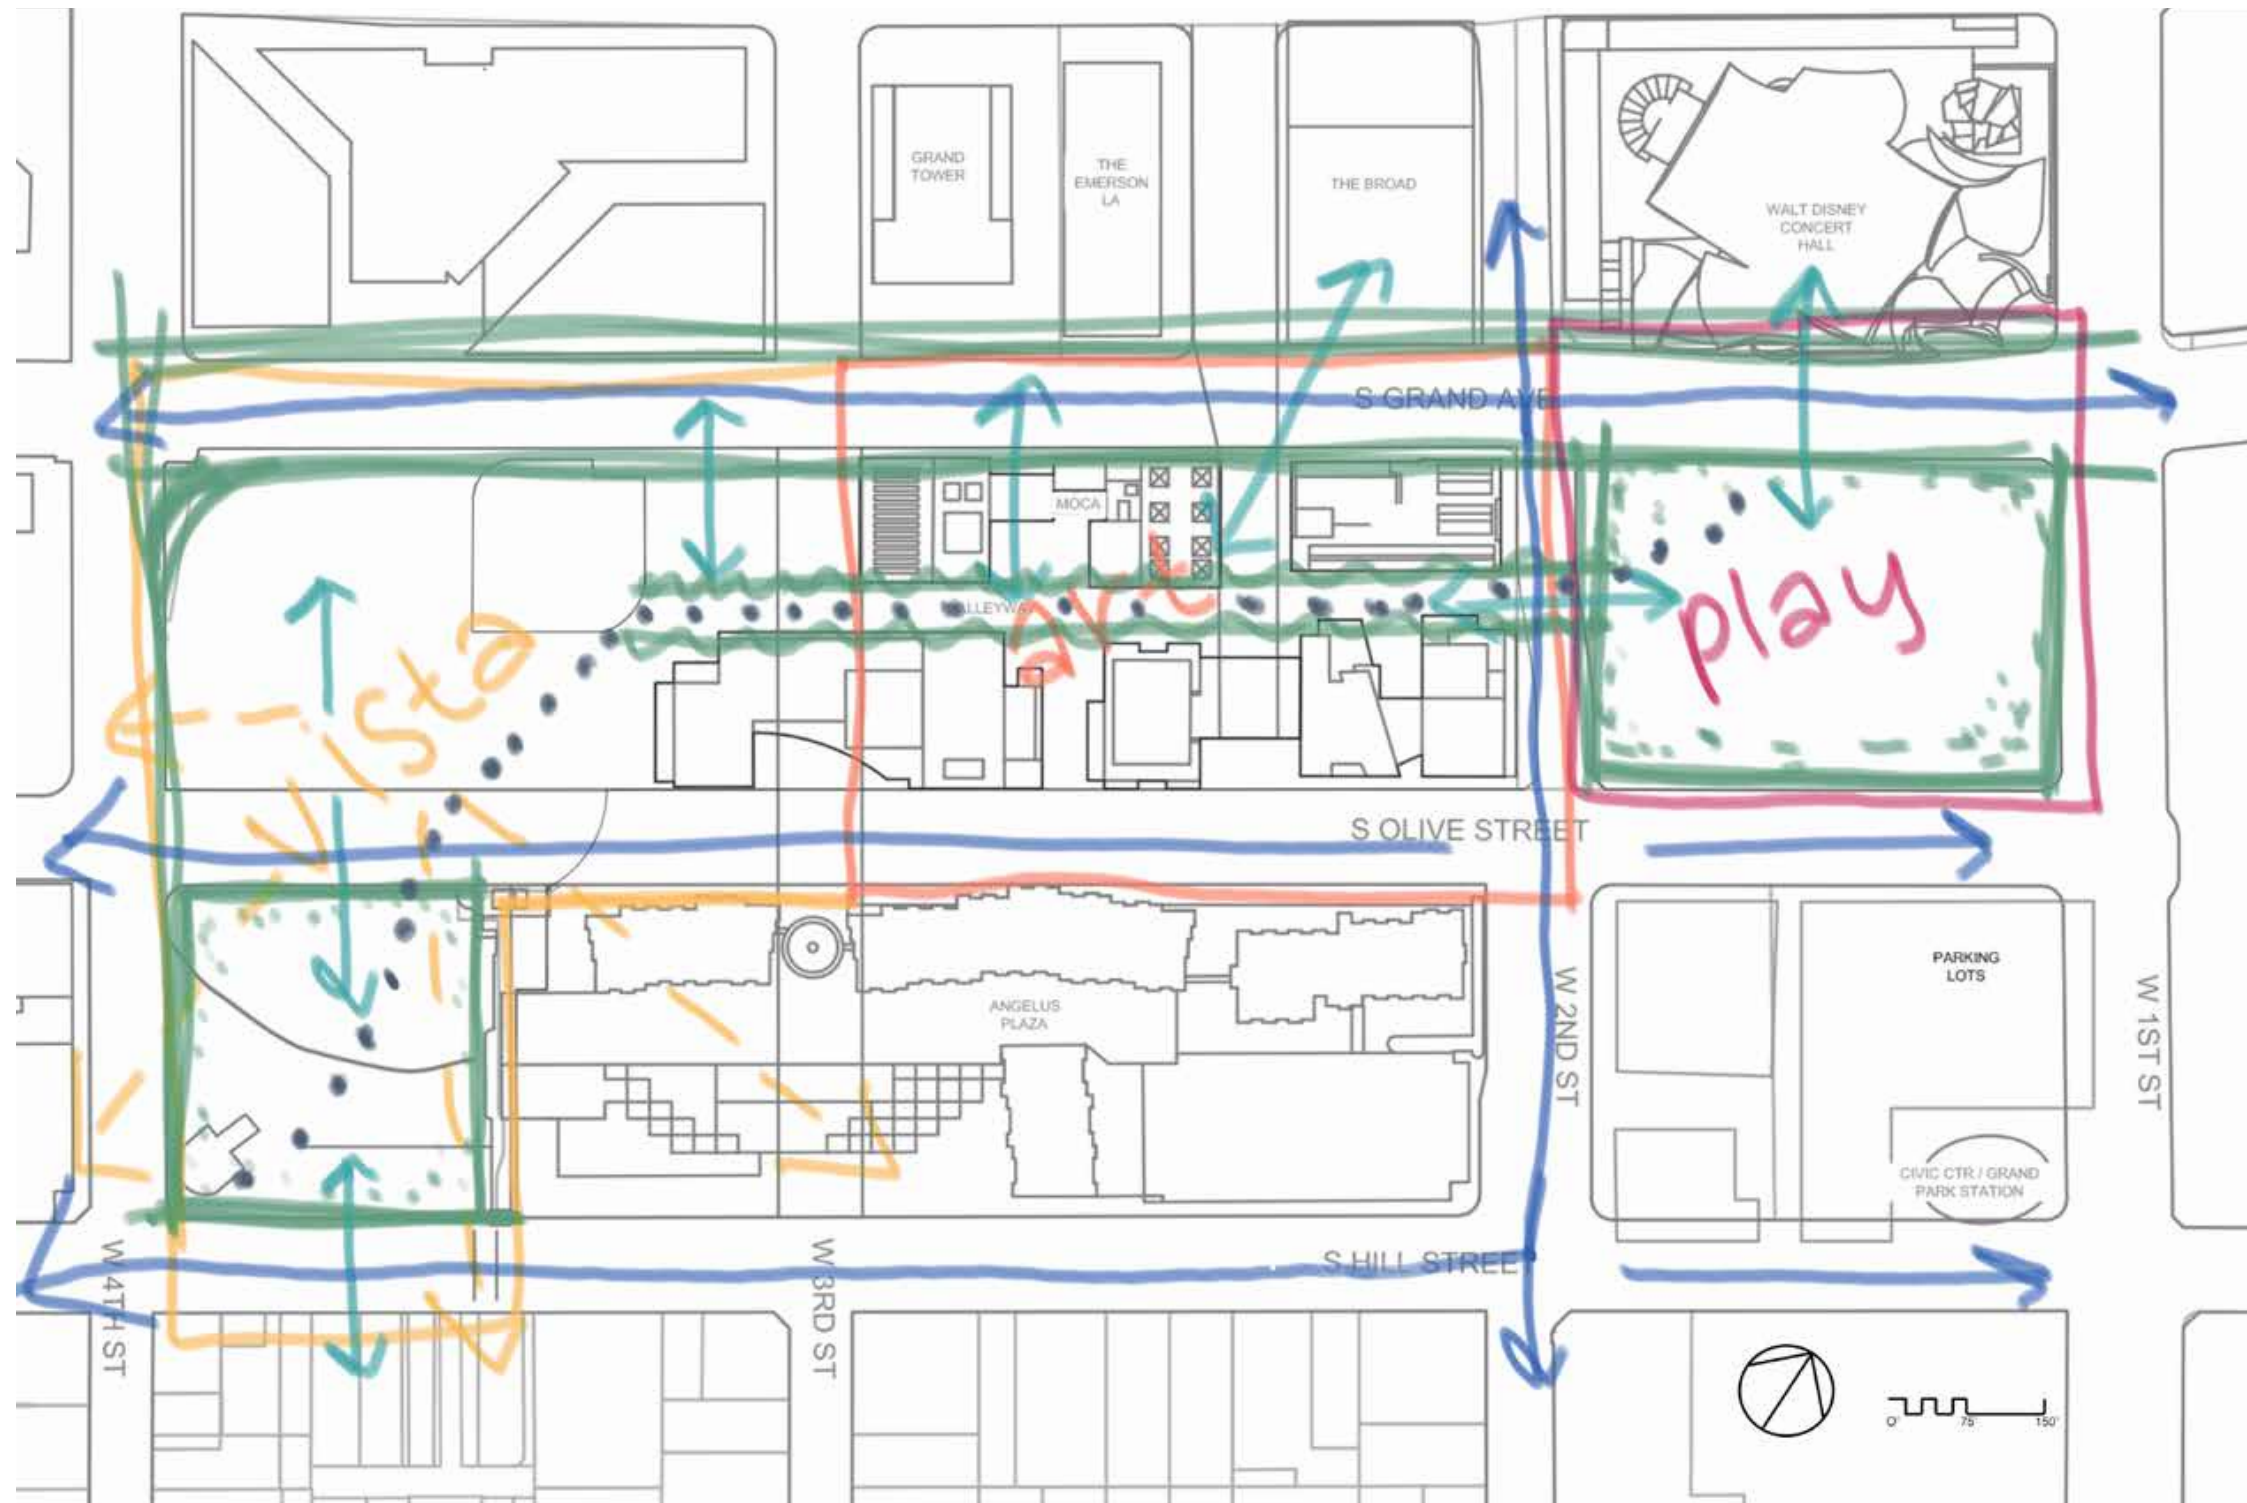 GRAND
TOWER
THE
EMERSON
LA
THE BROAD
WALT DISNEY
CONCERT
HALL
S GRAND AVE
MOCA
ALLEYWAY
art
play
vista
S OLIVE STREET
PARKING
LOTS
ANGELUS
PLAZA
W 2ND ST
W 1ST ST
CIVIC CTR / GRAND
PARK STATION
W 4TH ST
W 3RD ST
S HILL STREE
0' 75' 150'